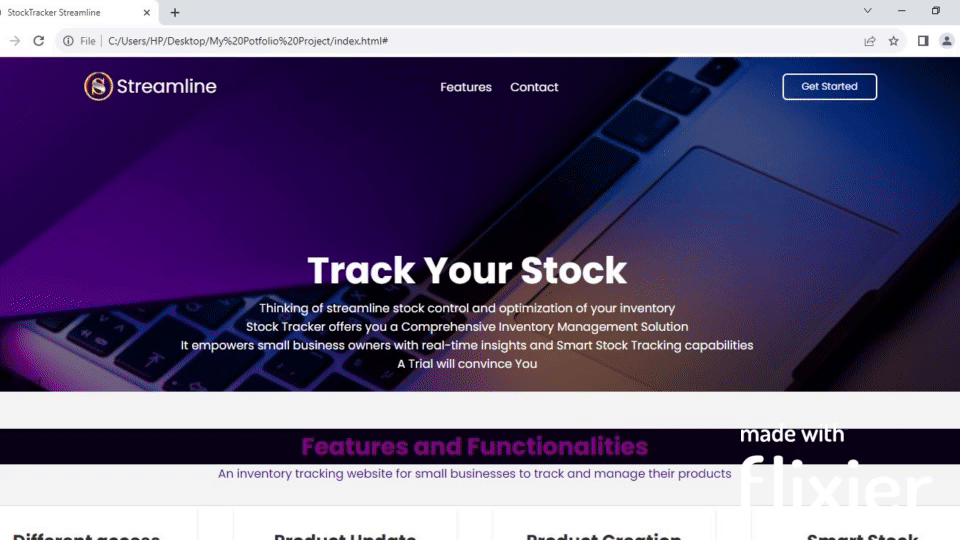 StockTracker Streamline
File
C:/Users/HP/Desktop/My%20Potfolio%20Project/index.html#
S Streamline
Features
Contact
Get Started
Track Your Stock
Thinking of streamline stock control and optimization of your inventory
Stock Tracker offers you a Comprehensive Inventory Management Solution
It empowers small business owners with real-time insights and Smart Stock Tracking capabilities
A Trial will convince You
Features and Functionalities
An inventory tracking website for small businesses to track and manage their products
made with
flixier
Different access
Product Update
Product Creation
Smart Stock